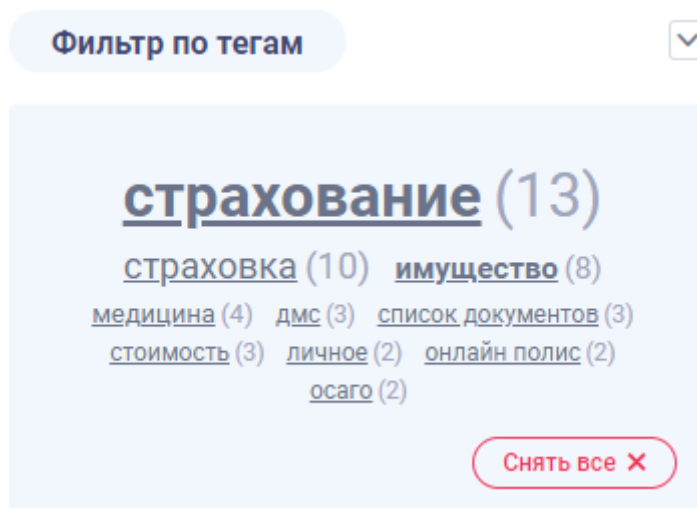 Фильтр по тегам
страхование (13)
страховка (10) имущество (8)
медицина (4) дмс (3) список документов (3)
стоимость (3) личное (2) онлайн полис (2)
осаго (2)
Снять все ✕